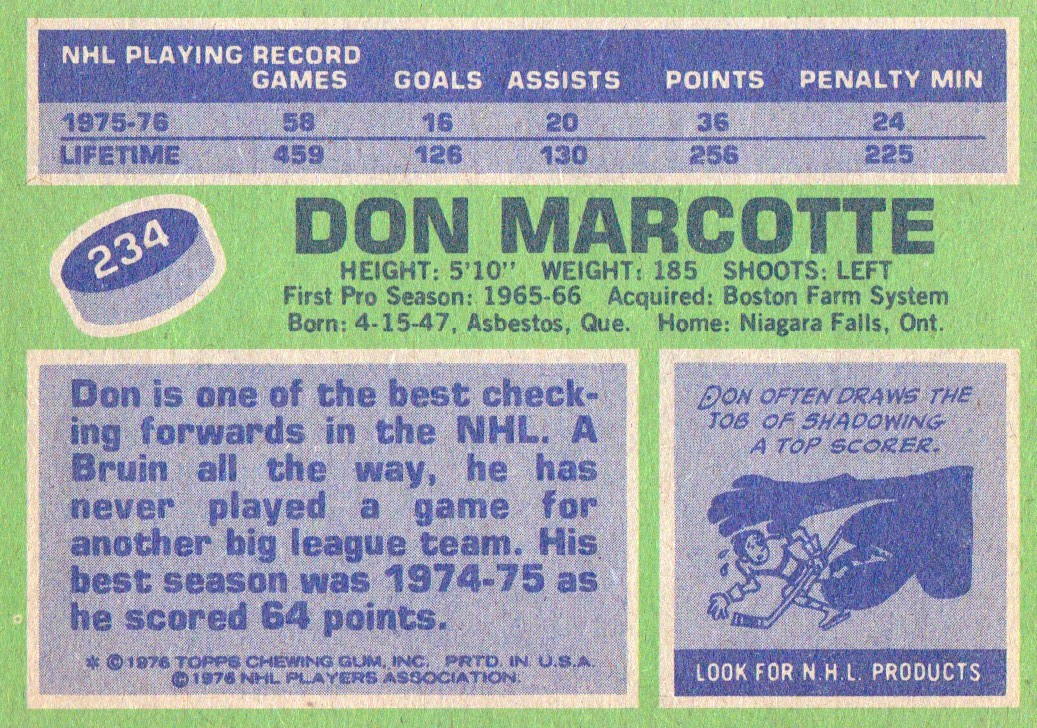 NHL PLAYING RECORD
GAMES GOALS ASSISTS POINTS PENALTY MIN
1975-76 58 16 20 36 24
LIFETIME 459 126 130 256 225
234
DON MARCOTTE
HEIGHT: 5'10" WEIGHT: 185 SHOOTS: LEFT
First Pro Season: 1965-66 Acquired: Boston Farm System
Born: 4-15-47, Asbestos, Que. Home: Niagara Falls, Ont.
Don is one of the best check-
ing forwards in the NHL. A
Bruin all the way, he has
never played a game for
another big league team. His
best season was 1974-75 as
he scored 64 points.
* © 1976 TOPPS CHEWING GUM, INC. PRTD. IN U.S.A.
© 1976 NHL PLAYERS ASSOCIATION.
DON OFTEN DRAWS THE
JOB OF SHADOWING
A TOP SCORER.
LOOK FOR N.H.L. PRODUCTS